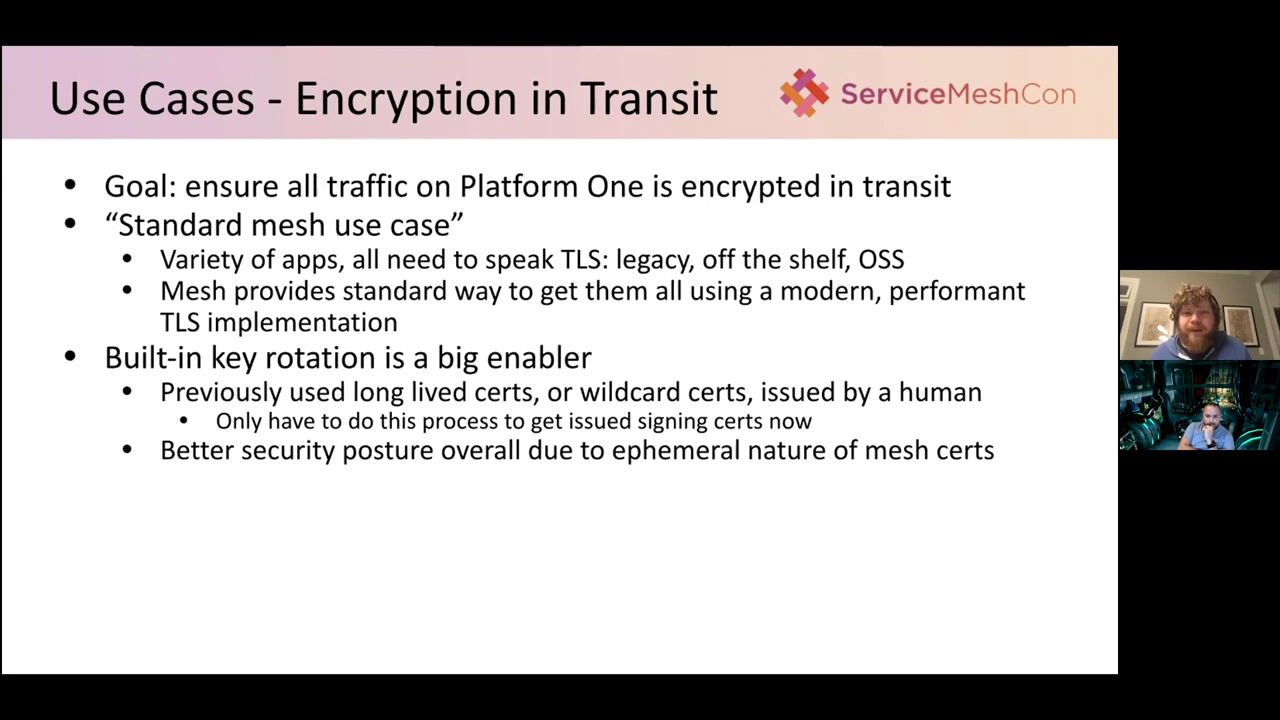 Use Cases - Encryption in Transit
ServiceMeshCon
• Goal: ensure all traffic on Platform One is encrypted in transit
• “Standard mesh use case”
• Variety of apps, all need to speak TLS: legacy, off the shelf, OSS
• Mesh provides standard way to get them all using a modern, performant
TLS implementation
• Built-in key rotation is a big enabler
• Previously used long lived certs, or wildcard certs, issued by a human
• Only have to do this process to get issued signing certs now
• Better security posture overall due to ephemeral nature of mesh certs